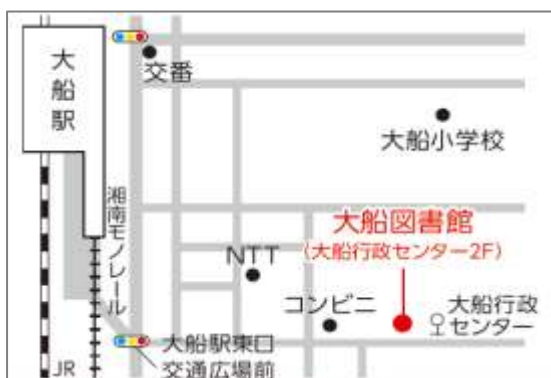 大船駅
交番
大船小学校
湘南モノレール
大船図書館
(大船行政センター2F)
NTT
コンビニ
大船行政
センター
大船駅東口
交通広場前
JR